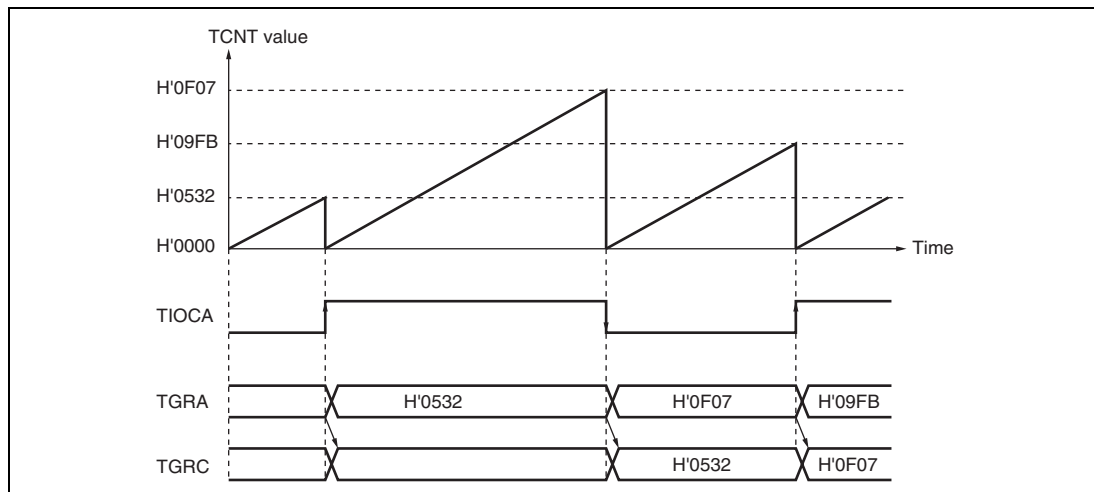 TCNT value
H'0F07
H'09FB
H'0532
H'0000
Time
TIOCA
TGRA H'0532 H'0F07 H'09FB
TGRC H'0532 H'0F07